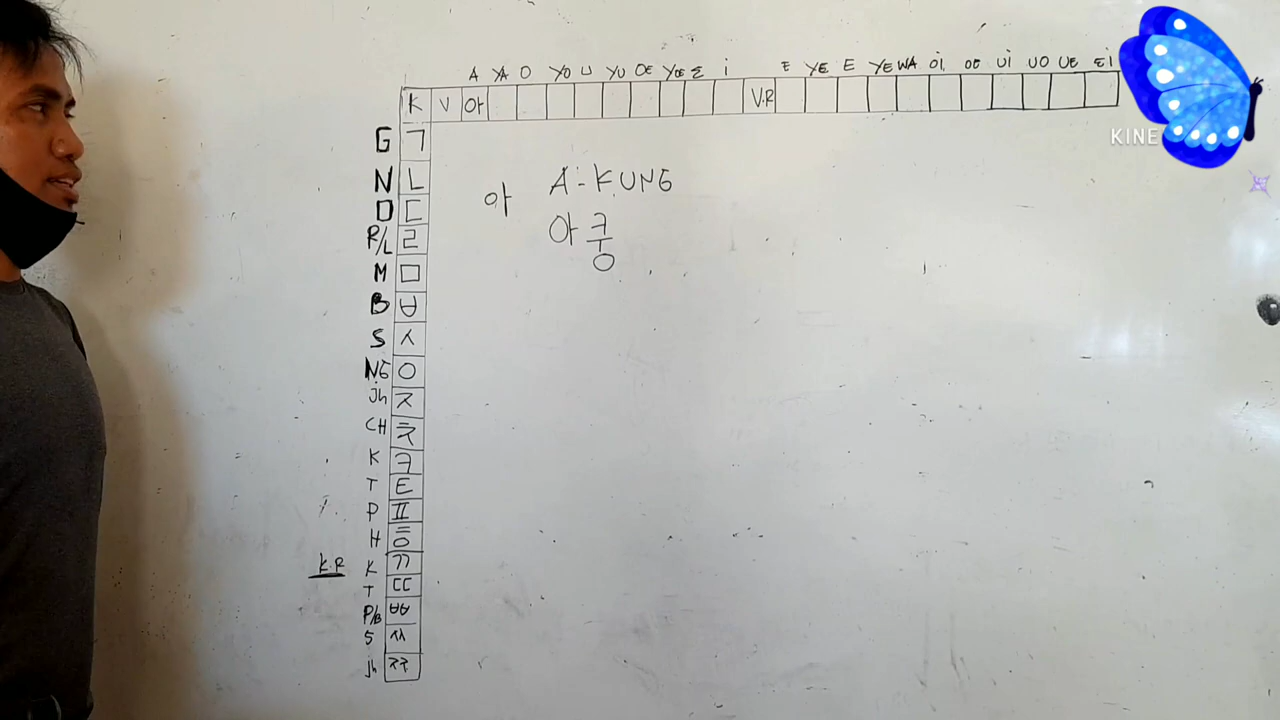 A YA O YO U YU OE YOE E i E YE E YE WA Oi OE Ui UO UE Ei
K V 아 V.R
KINE
G ㄱ
N ㄴ
D ㄷ
R/L ㄹ
M ㅁ
B ㅂ
S ㅅ
NG ㅇ
jh ㅈ
CH ㅊ
K ㅋ
T ㅌ
P ㅍ
H ㅎ
K.R K ㄲ
T ㄸ
P/B ㅃ
S ㅆ
jh ㅉ
아 A-KUNG
아쿵